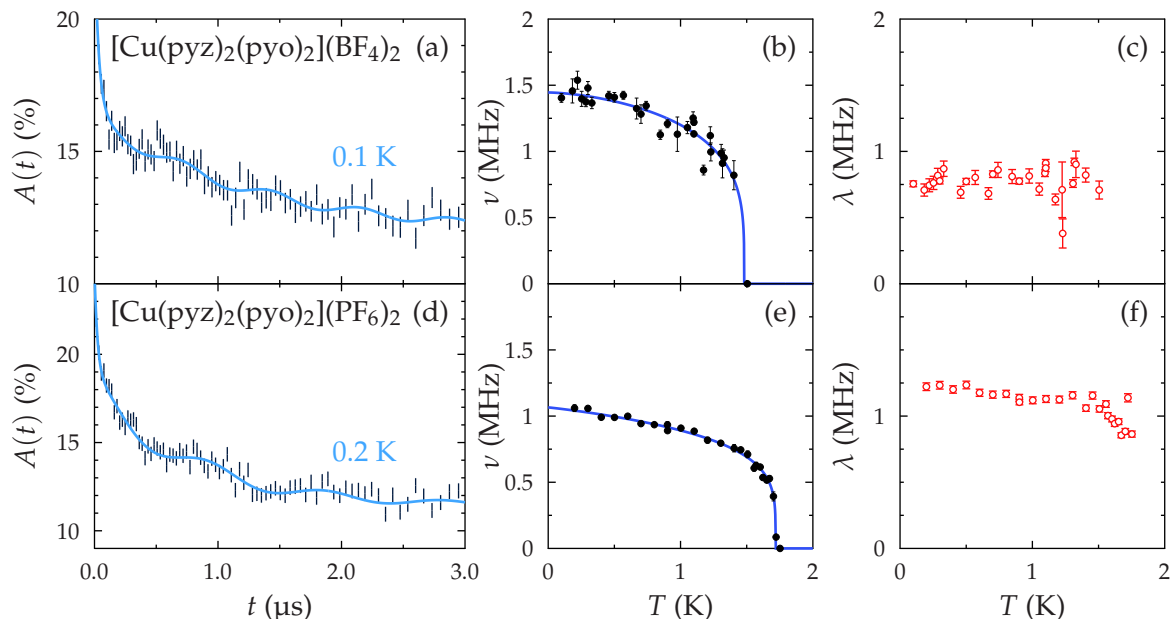 [Cu(pyz)₂(pyo)₂](BF₄)₂ (a)
A(t) (%)
20
15
10
0.1 K
(b)
ν (MHz)
2
1.5
1
0.5
0
(c)
λ (MHz)
2
1
0
[Cu(pyz)₂(pyo)₂](PF₆)₂ (d)
A(t) (%)
20
18
15
11
0.2 K
0.0 1.0 2.0 3.0
t (µs)
(e)
ν (MHz)
1.5
1
0.5
0
0 1 2
T (K)
(f)
λ (MHz)
2
1
0
0 1 2
T (K)